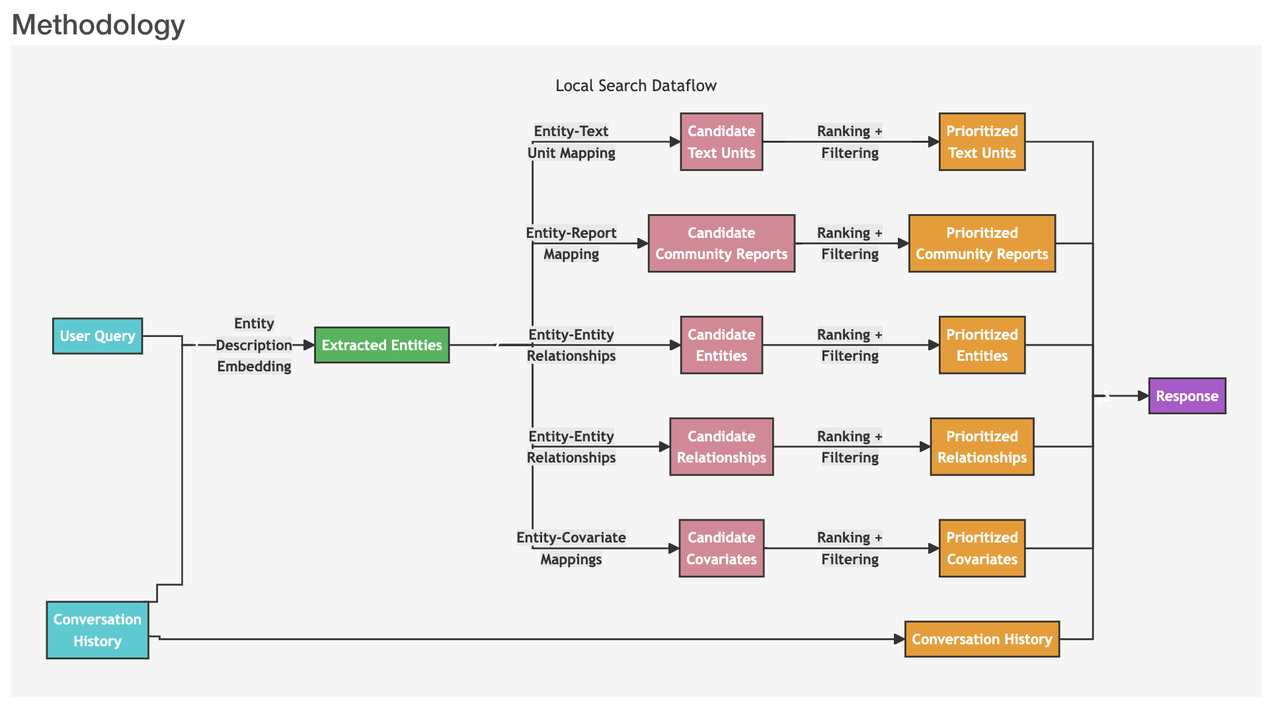 Methodology
Local Search Dataflow
Entity-Text
Unit Mapping
Candidate
Text Units
Ranking +
Filtering
Prioritized
Text Units
Entity-Report
Mapping
Candidate
Community Reports
Ranking +
Filtering
Prioritized
Community Reports
User Query
Entity
Description
Embedding
Extracted Entities
Entity-Entity
Relationships
Candidate
Entities
Ranking +
Filtering
Prioritized
Entities
Response
Entity-Entity
Relationships
Candidate
Relationships
Ranking +
Filtering
Prioritized
Relationships
Entity-Covariate
Mappings
Candidate
Covariates
Ranking +
Filtering
Prioritized
Covariates
Conversation
History
Conversation History